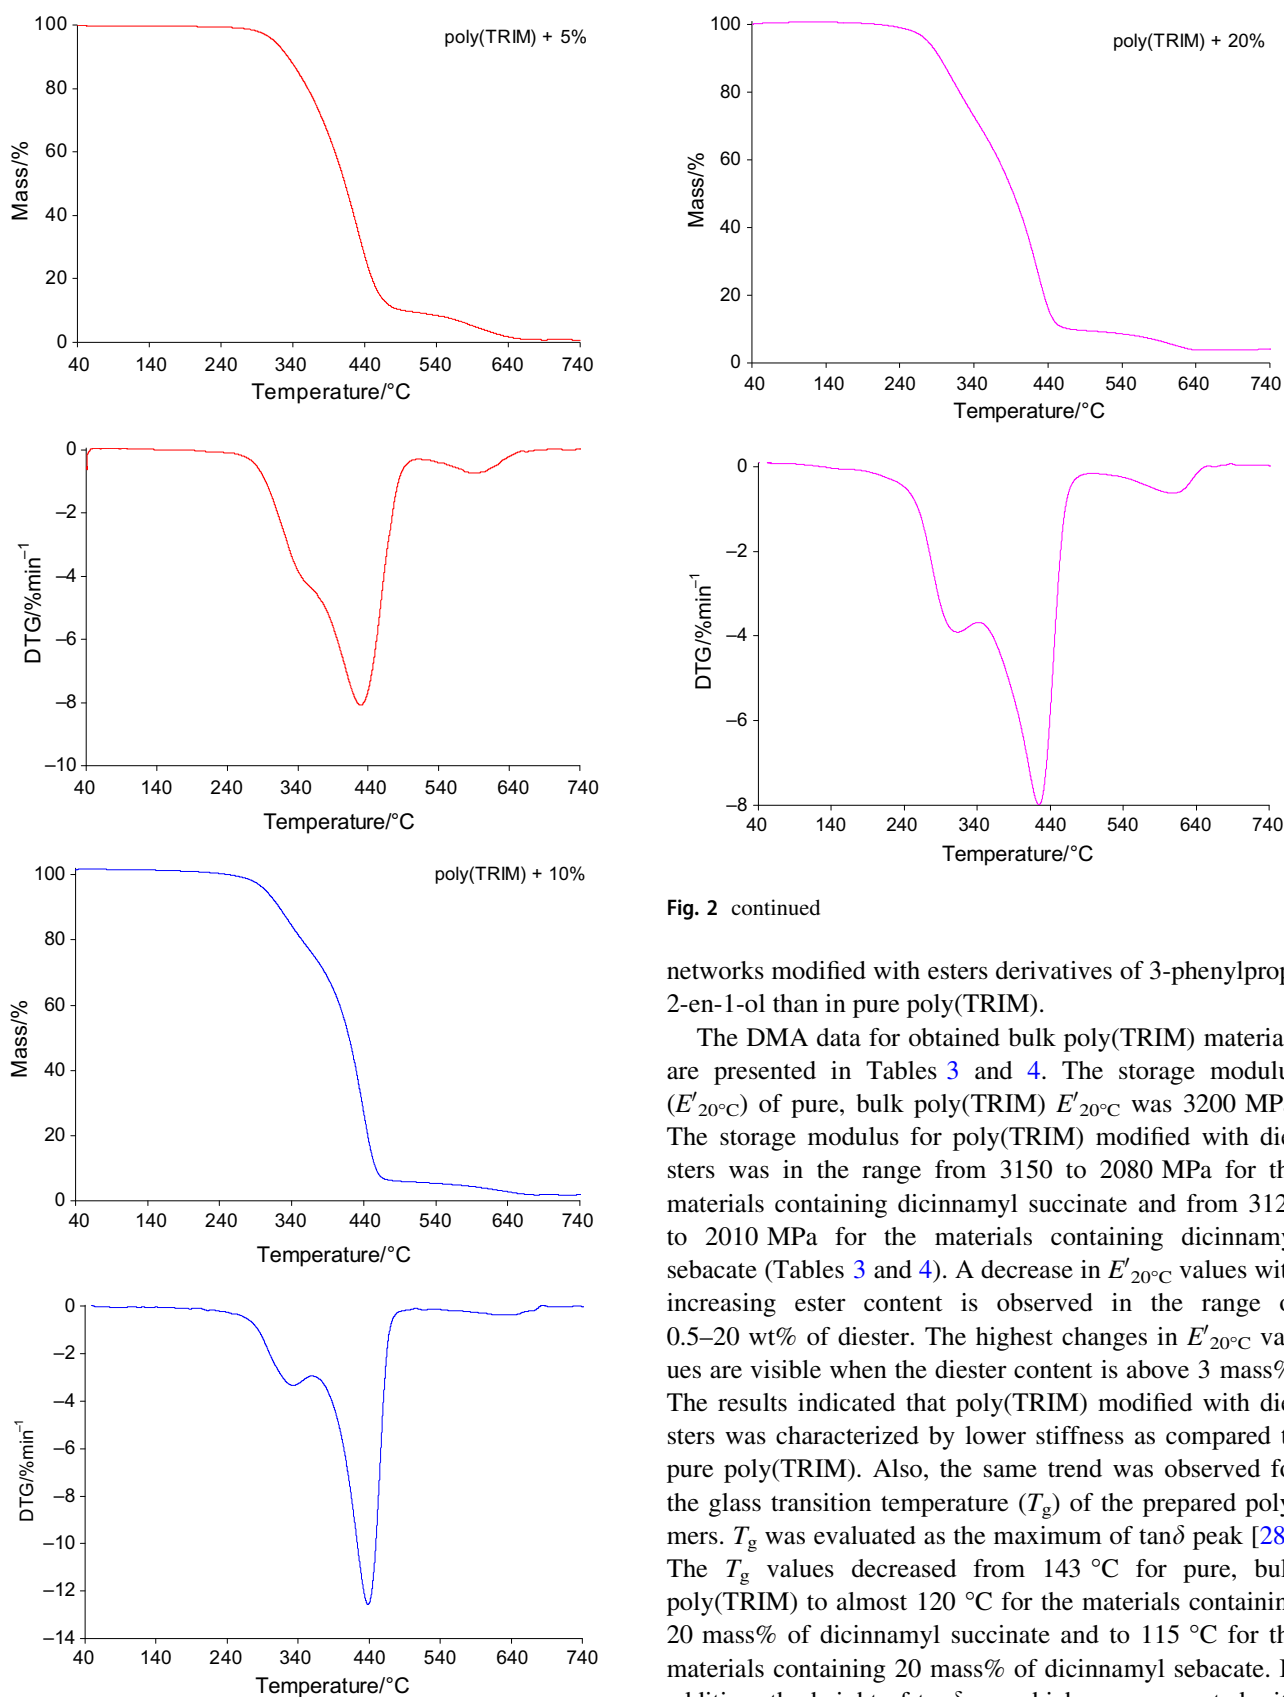 poly(TRIM) + 5%
100
80
60
40
20
0
Mass/%
40 140 240 340 440 540 640 740
Temperature/°C
0
–2
–4
–6
–8
–10
DTG/%min–1
40 140 240 340 440 540 640 740
Temperature/°C
poly(TRIM) + 10%
100
80
60
40
20
0
Mass/%
40 140 240 340 440 540 640 740
Temperature/°C
0
–2
–4
–6
–8
–10
–12
–14
DTG/%min–1
40 140 240 340 440 540 640 740
Temperature/°C
poly(TRIM) + 20%
100
80
60
40
20
0
Mass/%
40 140 240 340 440 540 640 740
Temperature/°C
0
–2
–4
–6
–8
DTG/%min–1
40 140 240 340 440 540 640 740
Temperature/°C
Fig. 2 continued
networks modified with esters derivatives of 3-phenylprop
2-en-1-ol than in pure poly(TRIM).
The DMA data for obtained bulk poly(TRIM) material
are presented in Tables 3 and 4. The storage modulu
(E′20°C) of pure, bulk poly(TRIM) E′20°C was 3200 MPa
The storage modulus for poly(TRIM) modified with die
sters was in the range from 3150 to 2080 MPa for th
materials containing dicinnamyl succinate and from 312
to 2010 MPa for the materials containing dicinnamy
sebacate (Tables 3 and 4). A decrease in E′20°C values wit
increasing ester content is observed in the range o
0.5–20 wt% of diester. The highest changes in E′20°C val
ues are visible when the diester content is above 3 mass%
The results indicated that poly(TRIM) modified with die
sters was characterized by lower stiffness as compared t
pure poly(TRIM). Also, the same trend was observed fo
the glass transition temperature (Tg) of the prepared poly
mers. Tg was evaluated as the maximum of tanδ peak [28
The Tg values decreased from 143 °C for pure, bul
poly(TRIM) to almost 120 °C for the materials containin
20 mass% of dicinnamyl succinate and to 115 °C for th
materials containing 20 mass% of dicinnamyl sebacate. I